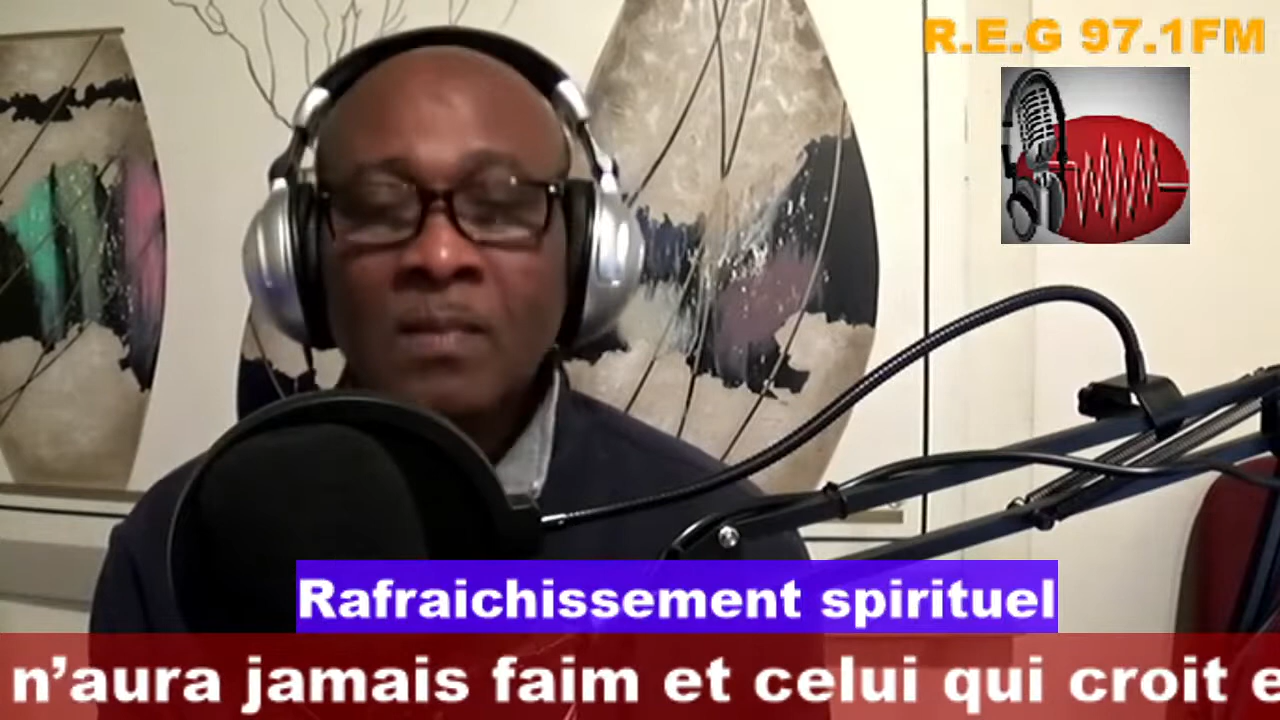 R.E.G 97.1FM
Rafraichissement spirituel
n’aura jamais faim et celui qui croit